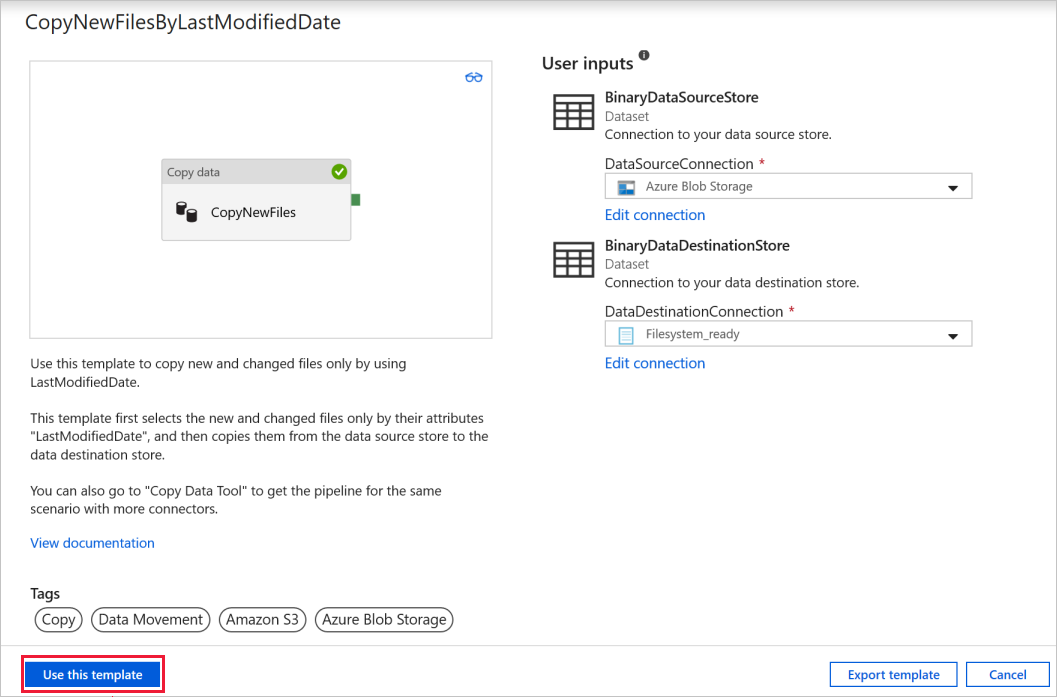 CopyNewFilesByLastModifiedDate
Copy data
CopyNewFiles
Use this template to copy new and changed files only by using
LastModifiedDate.
This template first selects the new and changed files only by their attributes
"LastModifiedDate", and then copies them from the data source store to the
data destination store.
You can also go to "Copy Data Tool" to get the pipeline for the same
scenario with more connectors.
View documentation
Tags
Copy
Data Movement
Amazon S3
Azure Blob Storage
User inputs
BinaryDataSourceStore
Dataset
Connection to your data source store.
DataSourceConnection *
Azure Blob Storage
Edit connection
BinaryDataDestinationStore
Dataset
Connection to your data destination store.
DataDestinationConnection *
Filesystem_ready
Edit connection
Use this template
Export template
Cancel